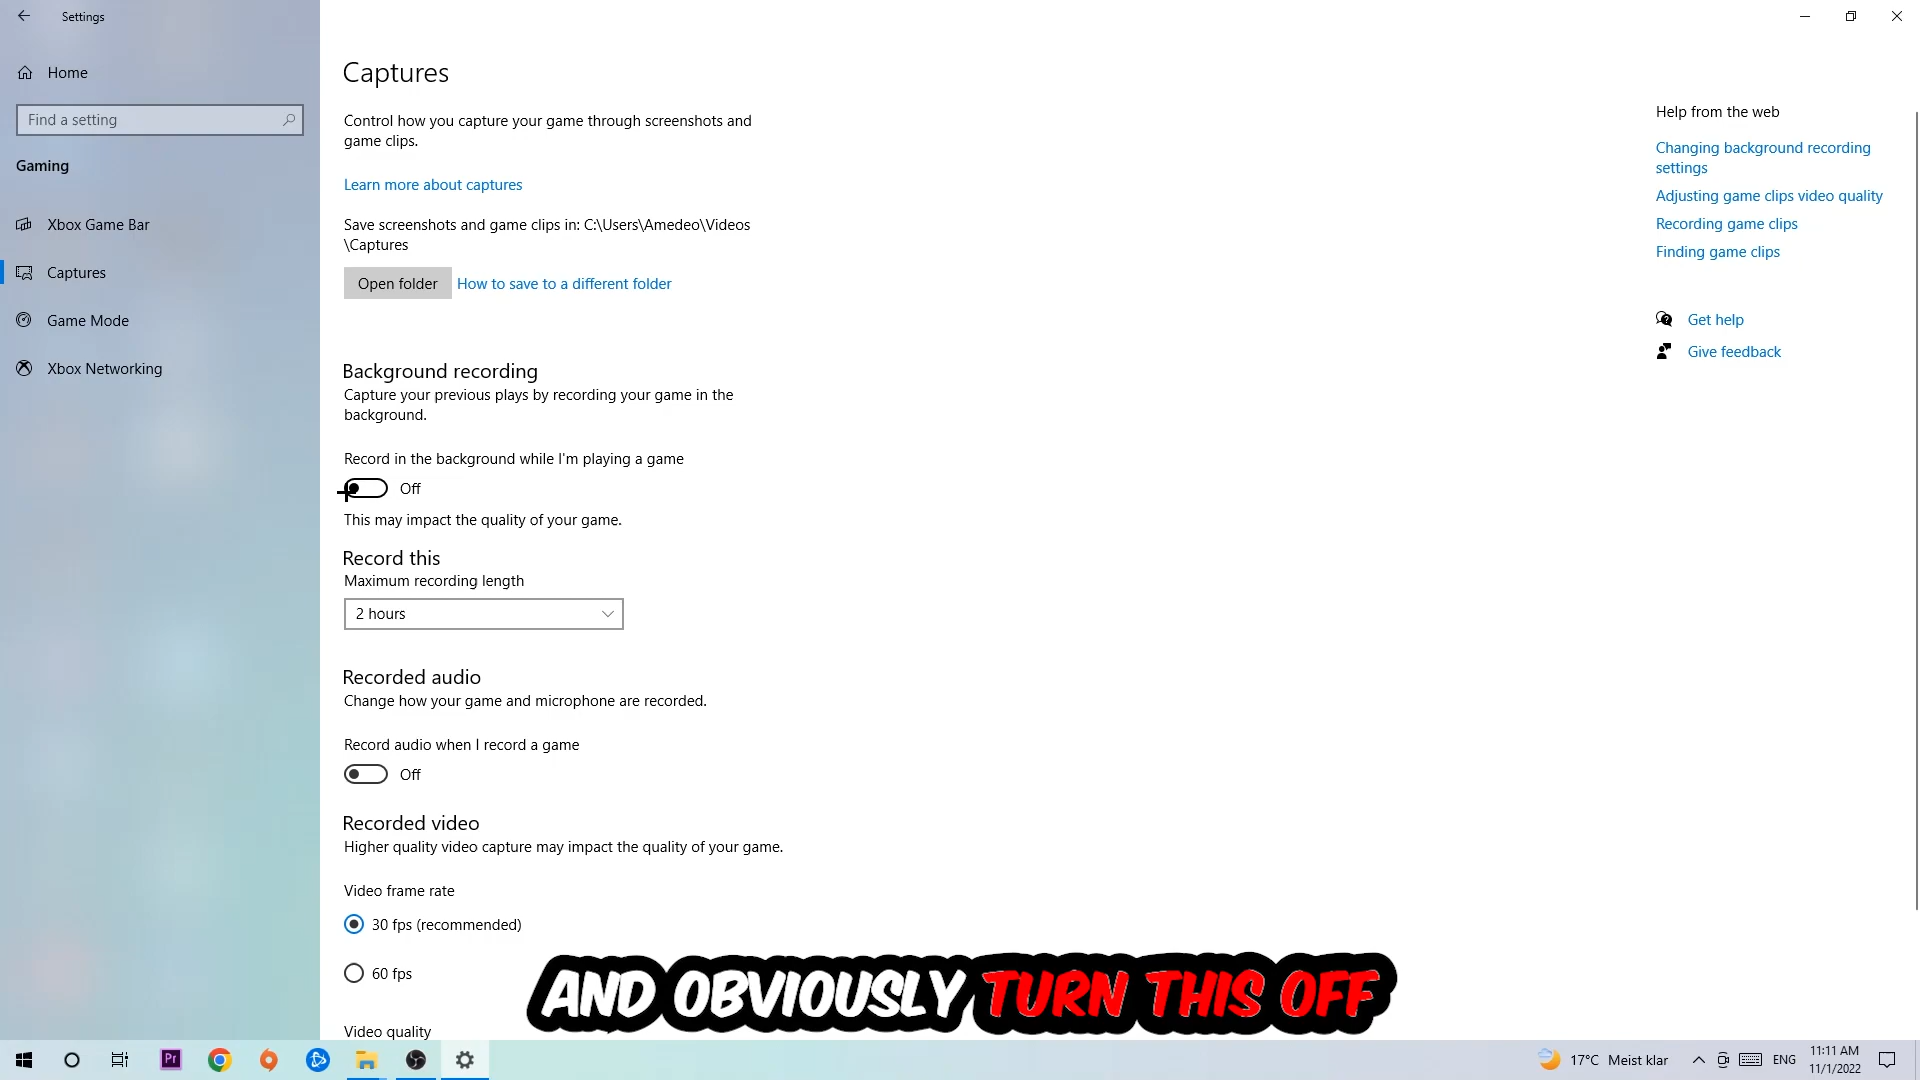 Settings
Home
Find a setting
Gaming
Xbox Game Bar
Captures
Game Mode
Xbox Networking
Captures
Control how you capture your game through screenshots and
game clips.
Learn more about captures
Save screenshots and game clips in: C:\Users\Amedeo\Videos
\Captures
Open folder
How to save to a different folder
Background recording
Capture your previous plays by recording your game in the
background.
Record in the background while I'm playing a game
Off
This may impact the quality of your game.
Record this
Maximum recording length
2 hours
Recorded audio
Change how your game and microphone are recorded.
Record audio when I record a game
Off
Recorded video
Higher quality video capture may impact the quality of your game.
Video frame rate
30 fps (recommended)
60 fps
Video quality
Help from the web
Changing background recording
settings
Adjusting game clips video quality
Recording game clips
Finding game clips
Get help
Give feedback
AND OBVIOUSLY TURN THIS OFF
Pr
17°C Meist klar
ENG
11:11 AM
11/1/2022